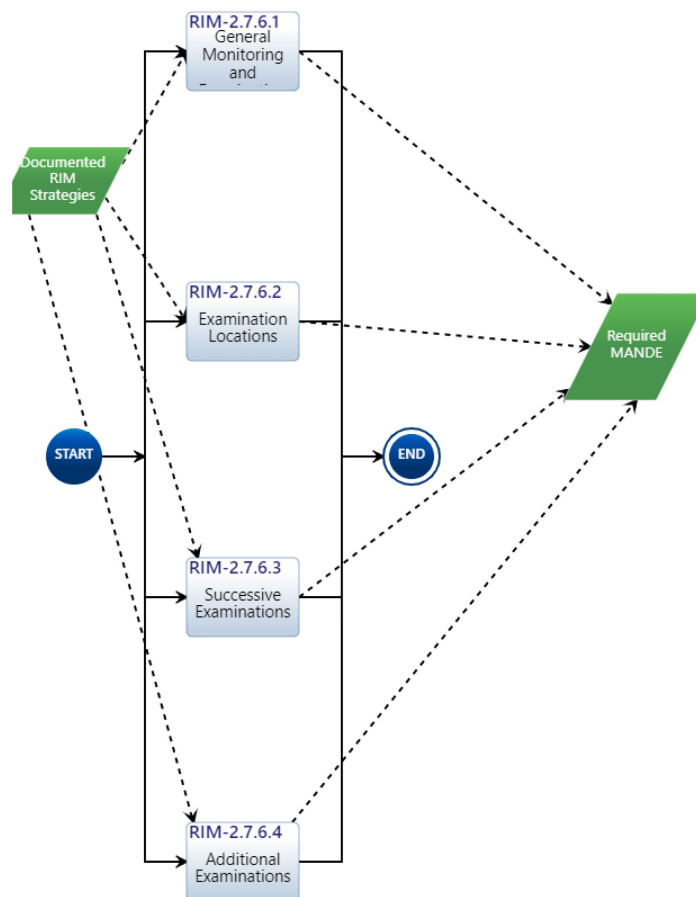 RIM-2.7.6.1
General
Monitoring
and
Documented
RIM
Strategies
RIM-2.7.6.2
Examination
Locations
Required
MANDE
START
END
RIM-2.7.6.3
Successive
Examinations
RIM-2.7.6.4
Additional
Examinations